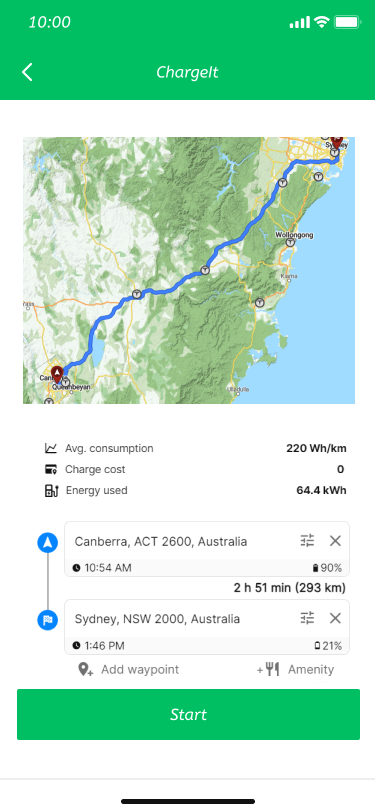 10:00
ChargeIt
Sydney
Wollongong
Kiama
Ulladulla
Queanbeyan
Avg. consumption 220 Wh/km
Charge cost 0
Energy used 64.4 kWh
Canberra, ACT 2600, Australia
10:54 AM 90%
2 h 51 min (293 km)
Sydney, NSW 2000, Australia
1:46 PM 21%
Add waypoint + Amenity
Start